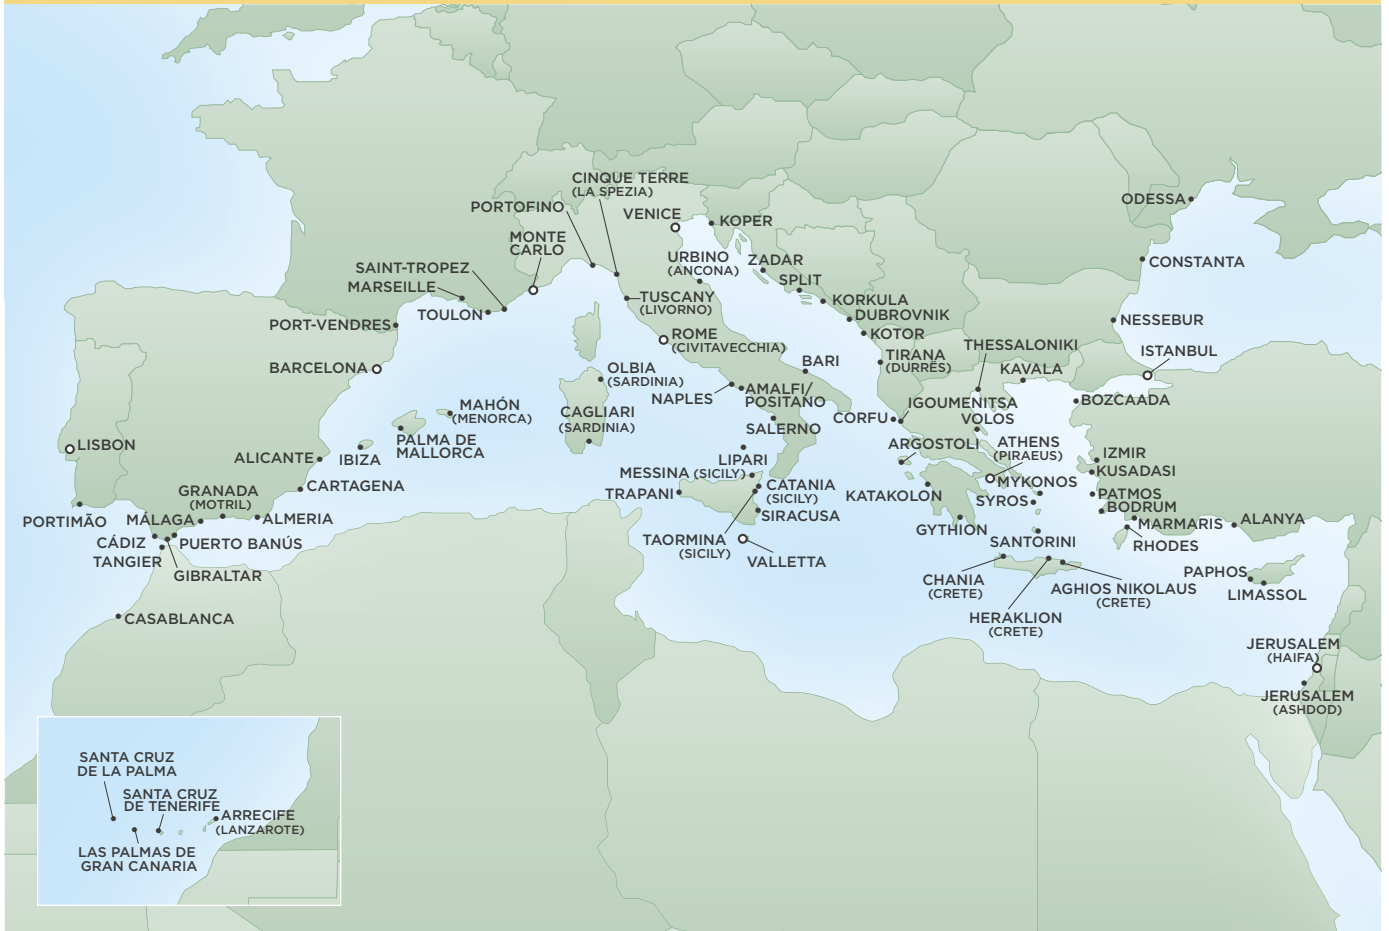 ODESSA
CONSTANTA
NESSEBUR
ISTANBUL
CINQUE TERRE
(LA SPEZIA)
PORTOFINO
VENICE
KOPER
MONTE
CARLO
URBINO
(ANCONA)
ZADAR
SAINT-TROPEZ
MARSEILLE
SPLIT
TUSCANY
(LIVORNO)
KORKULA
TOULON
DUBROVNIK
PORT-VENDRES
ROME
(CIVITAVECCHIA)
KOTOR
THESSALONIKI
TIRANA
(DURRËS)
BARI
KAVALA
BARCELONA
OLBIA
(SARDINIA)
NAPLES
AMALFI/
POSITANO
IGOUMENITSA
BOZCAADA
MAHÓN
(MENORCA)
CAGLIARI
(SARDINIA)
SALERNO
CORFU
VOLOS
LISBON
PALMA DE
MALLORCA
ARGOSTOLI
ATHENS
(PIRAEUS)
ALICANTE
IBIZA
LIPARI
IZMIR
KUSADASI
MESSINA (SICILY)
CARTAGENA
GRANADA
(MOTRIL)
TRAPANI
CATANIA
(SICILY)
KATAKOLON
MYKONOS
SYROS
PATMOS
BODRUM
PORTIMÃO
MÁLAGA
ALMERIA
SIRACUSA
GYTHION
MARMARIS
ALANYA
CÁDIZ
PUERTO BANÚS
TAORMINA
(SICILY)
SANTORINI
RHODES
TANGIER
GIBRALTAR
VALLETTA
CHANIA
(CRETE)
AGHIOS NIKOLAUS
(CRETE)
PAPHOS
LIMASSOL
CASABLANCA
HERAKLION
(CRETE)
JERUSALEM
(HAIFA)
JERUSALEM
(ASHDOD)
SANTA CRUZ
DE LA PALMA
SANTA CRUZ
DE TENERIFE
ARRECIFE
(LANZAROTE)
LAS PALMAS DE
GRAN CANARIA